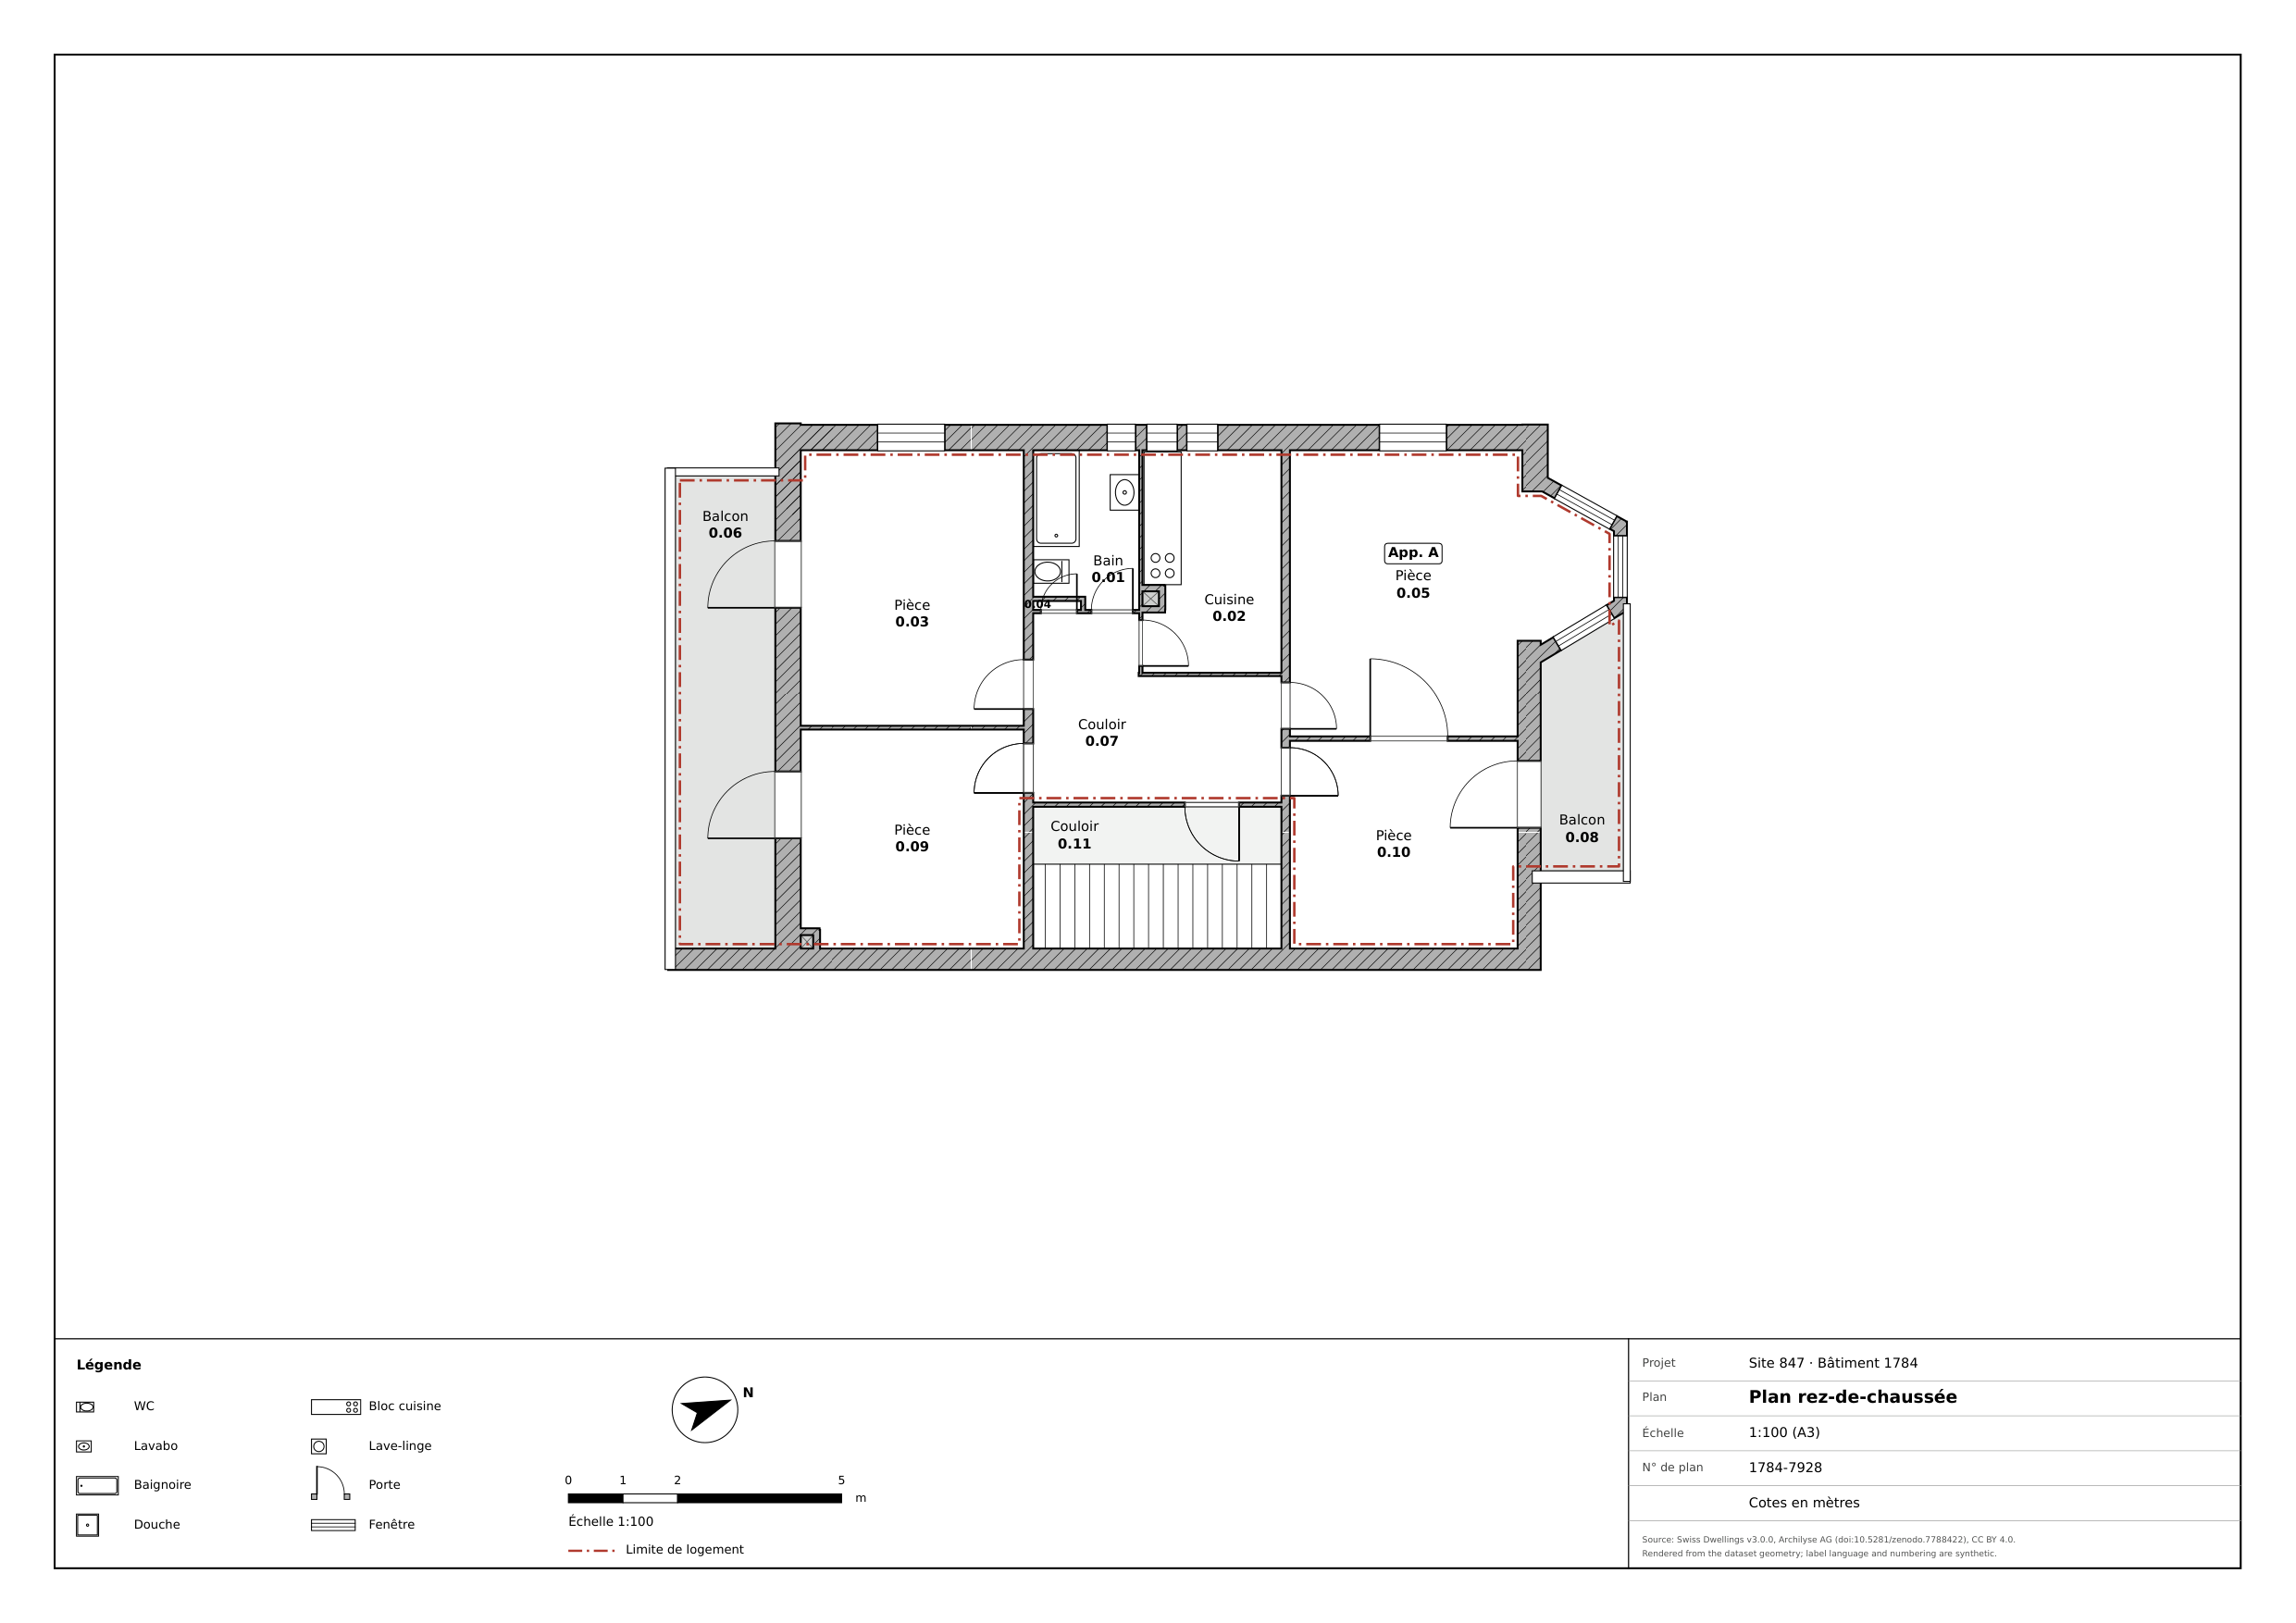 Balcon
0.06
Pièce
0.03
Bain
0.01
0.04
Cuisine
0.02
App. A
Pièce
0.05
Couloir
0.07
Pièce
0.09
Couloir
0.11
Pièce
0.10
Balcon
0.08
Légende
WC
Bloc cuisine
Lavabo
Lave-linge
Baignoire
Porte
Douche
Fenêtre
N
0 1 2 5
m
Échelle 1:100
Limite de logement
Projet Site 847 · Bâtiment 1784
Plan Plan rez-de-chaussée
Échelle 1:100 (A3)
N° de plan 1784-7928
Cotes en mètres
Source: Swiss Dwellings v3.0.0, Archilyse AG (doi:10.5281/zenodo.7788422), CC BY 4.0.
Rendered from the dataset geometry; label language and numbering are synthetic.